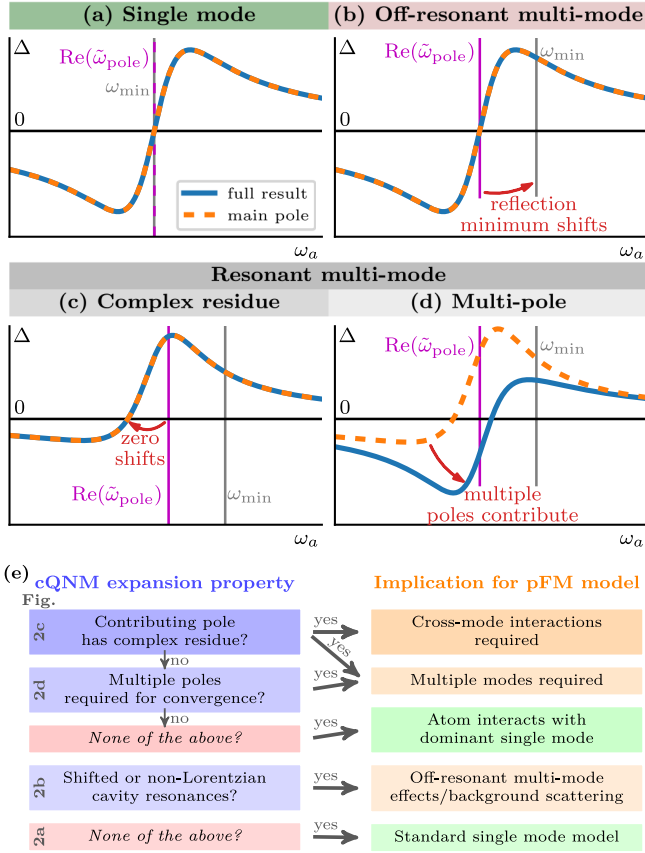 (a) Single mode
Δ
Re(ω̃pole)
ωmin
0
full result
main pole
ωa
(b) Off-resonant multi-mode
Δ
Re(ω̃pole)
ωmin
0
reflection
minimum shifts
ωa
Resonant multi-mode
(c) Complex residue
Δ
0
zero
shifts
Re(ω̃pole)
ωmin
ωa
(d) Multi-pole
Δ
Re(ω̃pole)
ωmin
0
multiple
poles contribute
ωa
(e)
cQNM expansion property
Implication for pFM model
Fig.
2c
Contributing pole
has complex residue?
yes
yes
Cross-mode interactions
required
no
2d
Multiple poles
required for convergence?
yes
Multiple modes required
no
None of the above?
yes
Atom interacts with
dominant single mode
2b
Shifted or non-Lorentzian
cavity resonances?
yes
Off-resonant multi-mode
effects/background scattering
2a
None of the above?
yes
Standard single mode model